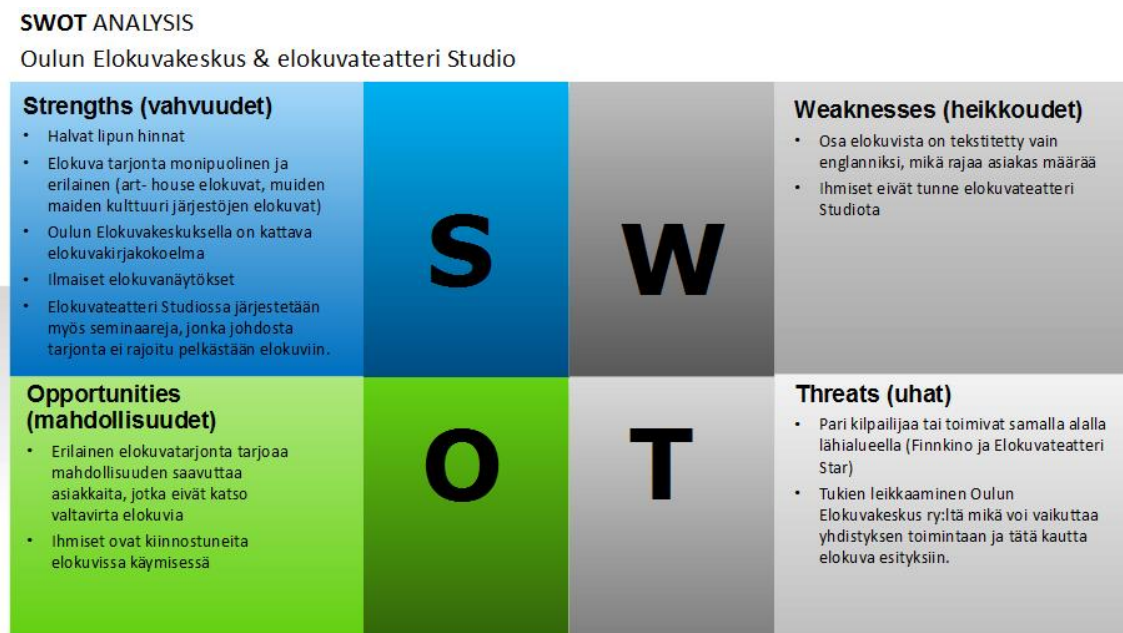 SWOT ANALYSIS
Oulun Elokuvakeskus & elokuvateatteri Studio
Strengths (vahvuudet)
• Halvat lipun hinnat
• Elokuva tarjonta monipuolinen ja
erilainen (art- house elokuvat, muiden
maiden kulttuuri järjestöjen elokuvat)
• Oulun Elokuvakeskuksella on kattava
elokuvakirjakokoelma
• Ilmaiset elokuvanäytökset
• Elokuvateatteri Studiossa järjestetään
myös seminaareja, jonka johdosta
tarjonta ei rajoitu pelkästään elokuviin.
S
W
Weaknesses (heikkoudet)
• Osa elokuvista on tekstitetty vain
englanniksi, mikä rajaa asiakas määrää
• Ihmiset eivät tunne elokuvateatteri
Studiota
Opportunities
(mahdollisuudet)
• Erilainen elokuvatarjonta tarjoaa
mahdollisuuden saavuttaa
asiakkaita, jotka eivät katso
valtavirta elokuvia
• Ihmiset ovat kiinnostuneita
elokuvissa käymisessä
O
T
Threats (uhat)
• Pari kilpailijaa tai toimivat samalla alalla
lähialueella (Finnkino ja Elokuvateatteri
Star)
• Tukien leikkaaminen Oulun
Elokuvakeskus ry:ltä mikä voi vaikuttaa
yhdistyksen toimintaan ja tätä kautta
elokuva esityksiin.